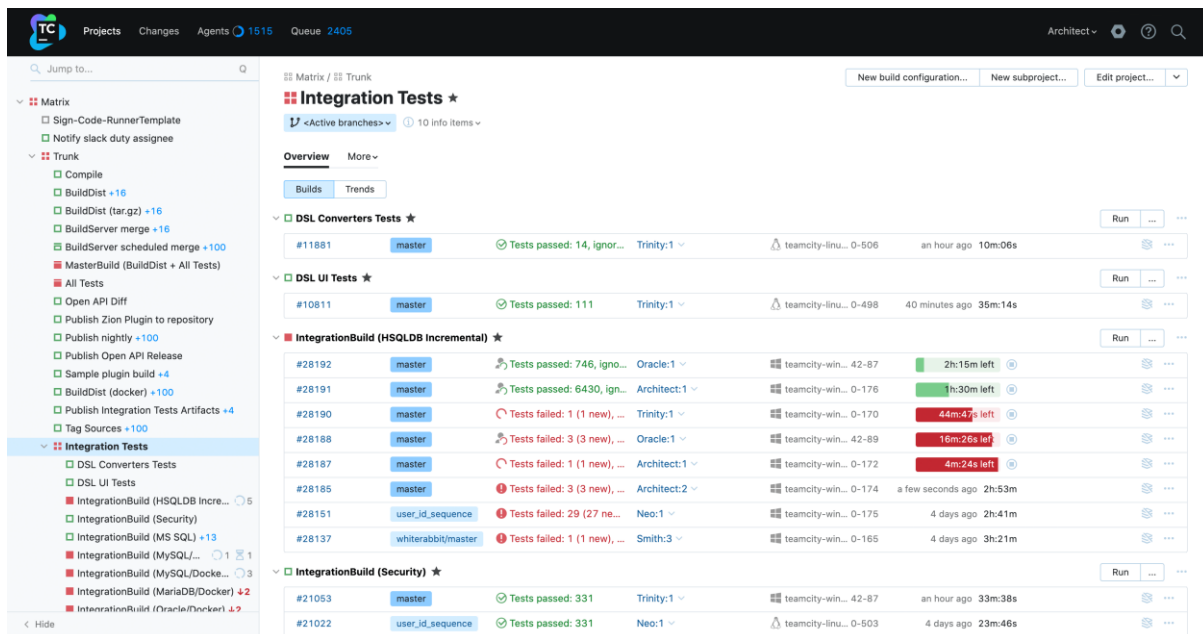 TC Projects Changes Agents 1515 Queue 2405 Architect
Jump to... Q
Matrix
Sign-Code-RunnerTemplate
Notify slack duty assignee
Trunk
Compile
BuildDist +16
BuildDist (tar.gz) +16
BuildServer merge +16
BuildServer scheduled merge +100
MasterBuild (BuildDist + All Tests)
All Tests
Open API Diff
Publish Zion Plugin to repository
Publish nightly +100
Publish Open API Release
Sample plugin build +4
BuildDist (docker) +100
Publish Integration Tests Artifacts +4
Tag Sources +100
Integration Tests
DSL Converters Tests
DSL UI Tests
IntegrationBuild (HSQLDB Incre... 5
IntegrationBuild (Security)
IntegrationBuild (MS SQL) +13
IntegrationBuild (MySQL/... 1 1
IntegrationBuild (MySQL/Docke... 3
IntegrationBuild (MariaDB/Docker) ↓2
IntegrationBuild (Oracle/Docker) ↓2
< Hide
Matrix / Trunk
New build configuration... New subproject... Edit project...
Integration Tests ★
<Active branches> 10 info items
Overview More
Builds Trends
DSL Converters Tests ★ Run ...
#11881 master Tests passed: 14, ignor... Trinity:1 teamcity-linu... 0-506 an hour ago 10m:06s
DSL UI Tests ★ Run ...
#10811 master Tests passed: 111 Trinity:1 teamcity-linu... 0-498 40 minutes ago 35m:14s
IntegrationBuild (HSQLDB Incremental) ★ Run ...
#28192 master Tests passed: 746, igno... Oracle:1 teamcity-win... 42-87 2h:15m left
#28191 master Tests passed: 6430, ign... Architect:1 teamcity-win... 0-176 1h:30m left
#28190 master Tests failed: 1 (1 new), ... Trinity:1 teamcity-win... 0-170 44m:47s left
#28188 master Tests failed: 3 (3 new), ... Oracle:1 teamcity-win... 42-89 16m:26s left
#28187 master Tests failed: 1 (1 new), ... Architect:1 teamcity-win... 0-172 4m:24s left
#28185 master Tests failed: 3 (3 new), ... Architect:2 teamcity-win... 0-174 a few seconds ago 2h:53m
#28151 user_id_sequence Tests failed: 29 (27 ne... Neo:1 teamcity-win... 0-175 4 days ago 2h:41m
#28137 whiterabbit/master Tests failed: 1 (1 new), ... Smith:3 teamcity-win... 0-165 4 days ago 3h:21m
IntegrationBuild (Security) ★ Run ...
#21053 master Tests passed: 331 Trinity:1 teamcity-win... 42-87 an hour ago 33m:38s
#21022 user_id_sequence Tests passed: 331 Neo:1 teamcity-linu... 0-503 4 days ago 23m:46s